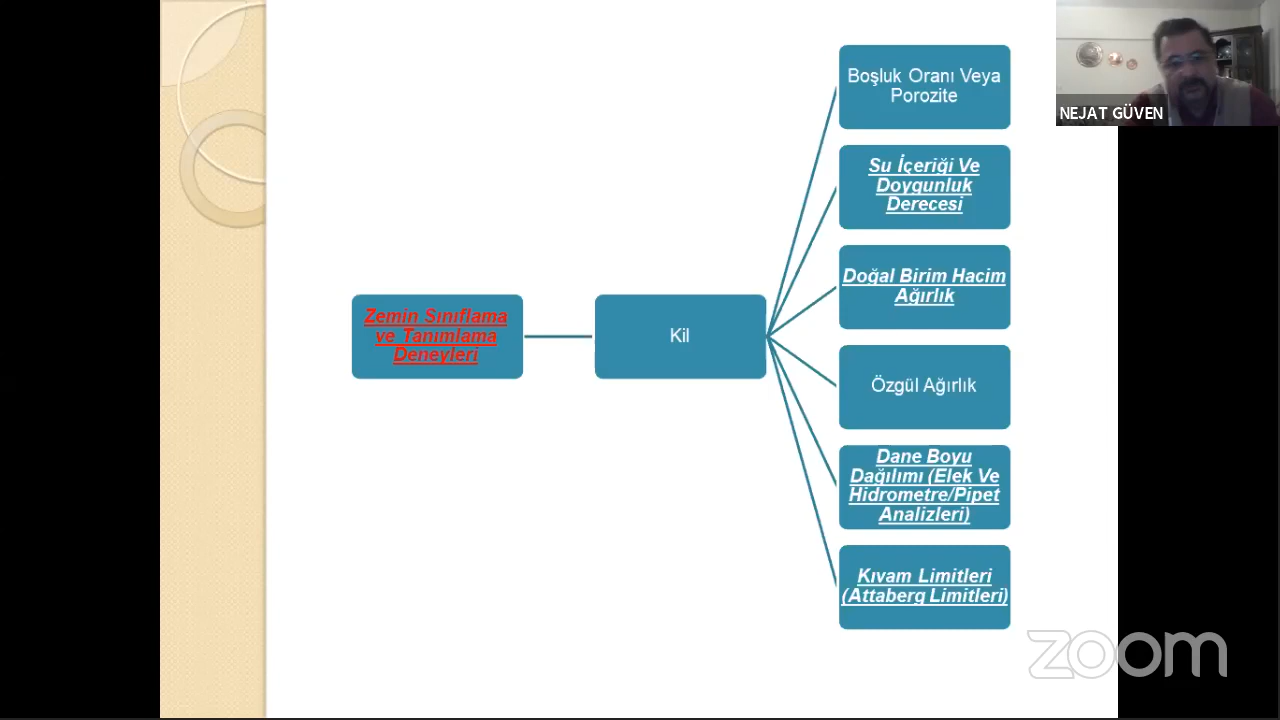 Boşluk Oranı Veya
Porozite
NEJAT GÜVEN
Su İçeriği Ve
Doygunluk
Derecesi
Doğal Birim Hacim
Ağırlık
Zemin Sınıflama
ve Tanımlama
Deneyleri
Kil
Özgül Ağırlık
Dane Boyu
Dağılımı (Elek Ve
Hidrometre/Pipet
Analizleri)
Kıvam Limitleri
(Attaberg Limitleri)
zoom